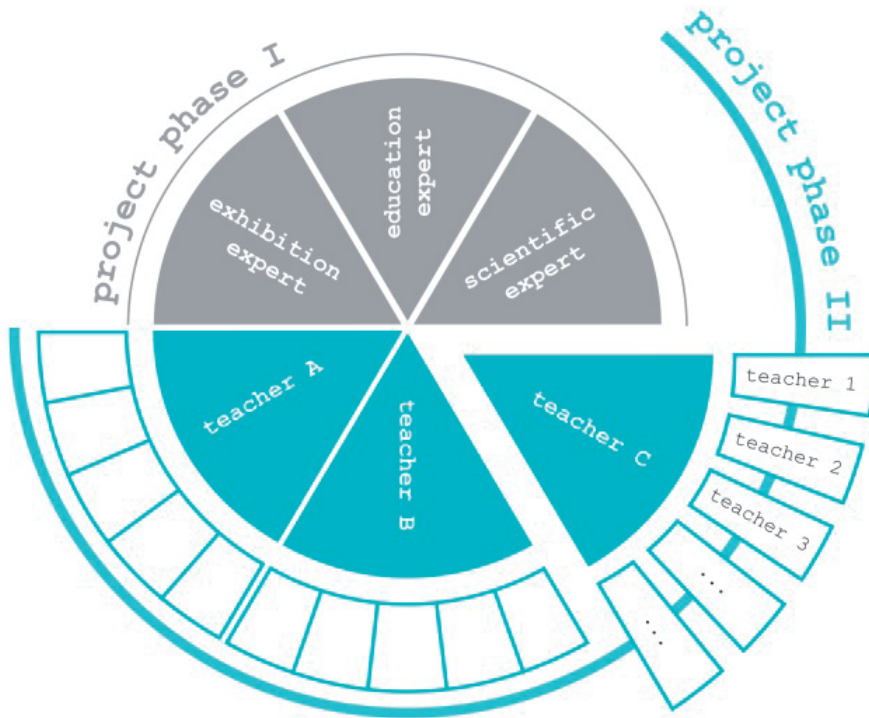 project phase I
project phase II
education
expert
exhibition
expert
scientific
expert
teacher A
teacher B
teacher C
teacher 1
teacher 2
teacher 3
...
...